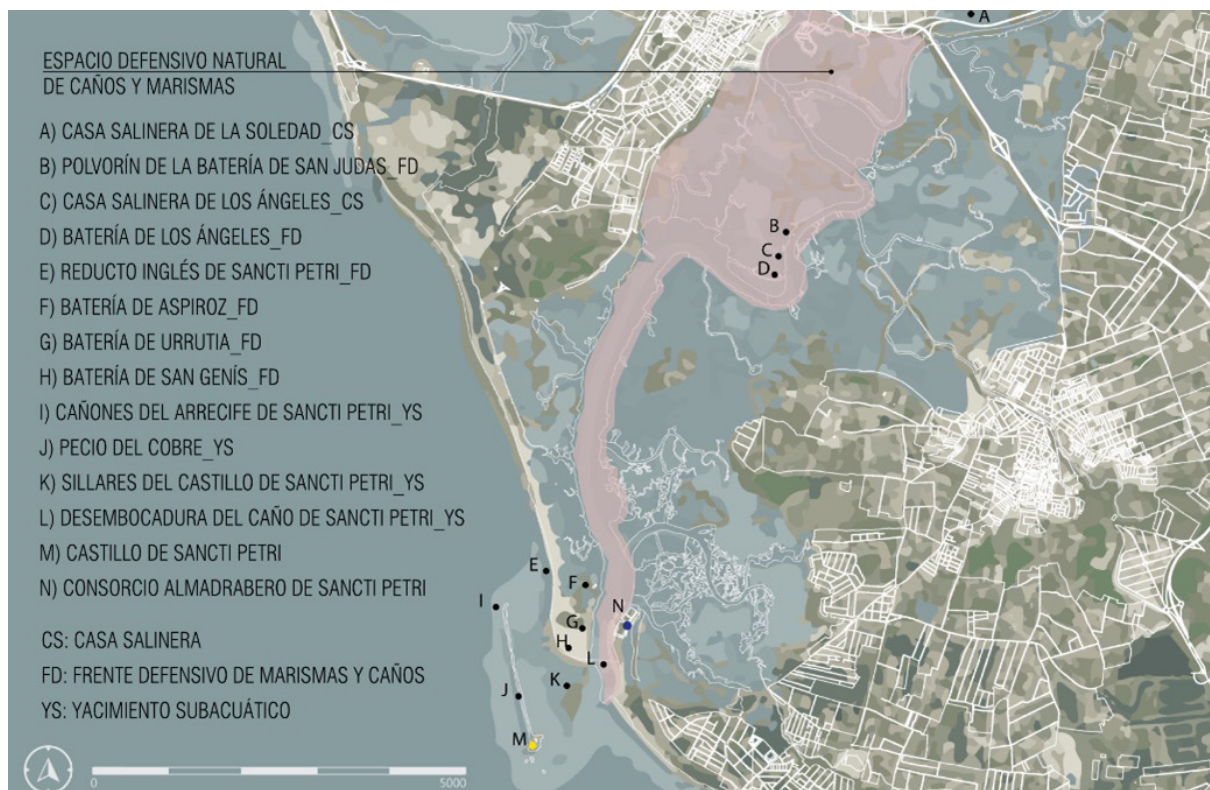 ESPACIO DEFENSIVO NATURAL
DE CAÑOS Y MARISMAS
A) CASA SALINERA DE LA SOLEDAD_CS
B) POLVORÍN DE LA BATERÍA DE SAN JUDAS_FD
C) CASA SALINERA DE LOS ÁNGELES_CS
D) BATERÍA DE LOS ÁNGELES_FD
E) REDUCTO INGLÉS DE SANCTI PETRI_FD
F) BATERÍA DE ASPIROZ_FD
G) BATERÍA DE URRUTIA_FD
H) BATERÍA DE SAN GENÍS_FD
I) CAÑONES DEL ARRECIFE DE SANCTI PETRI_YS
J) PECIO DEL COBRE_YS
K) SILLARES DEL CASTILLO DE SANCTI PETRI_YS
L) DESEMBOCADURA DEL CAÑO DE SANCTI PETRI_YS
M) CASTILLO DE SANCTI PETRI
N) CONSORCIO ALMADRABERO DE SANCTI PETRI
CS: CASA SALINERA
FD: FRENTE DEFENSIVO DE MARISMAS Y CAÑOS
YS: YACIMIENTO SUBACUÁTICO
0 5000
A
B
C
D
E
F
I
N
G
H
L
K
J
M